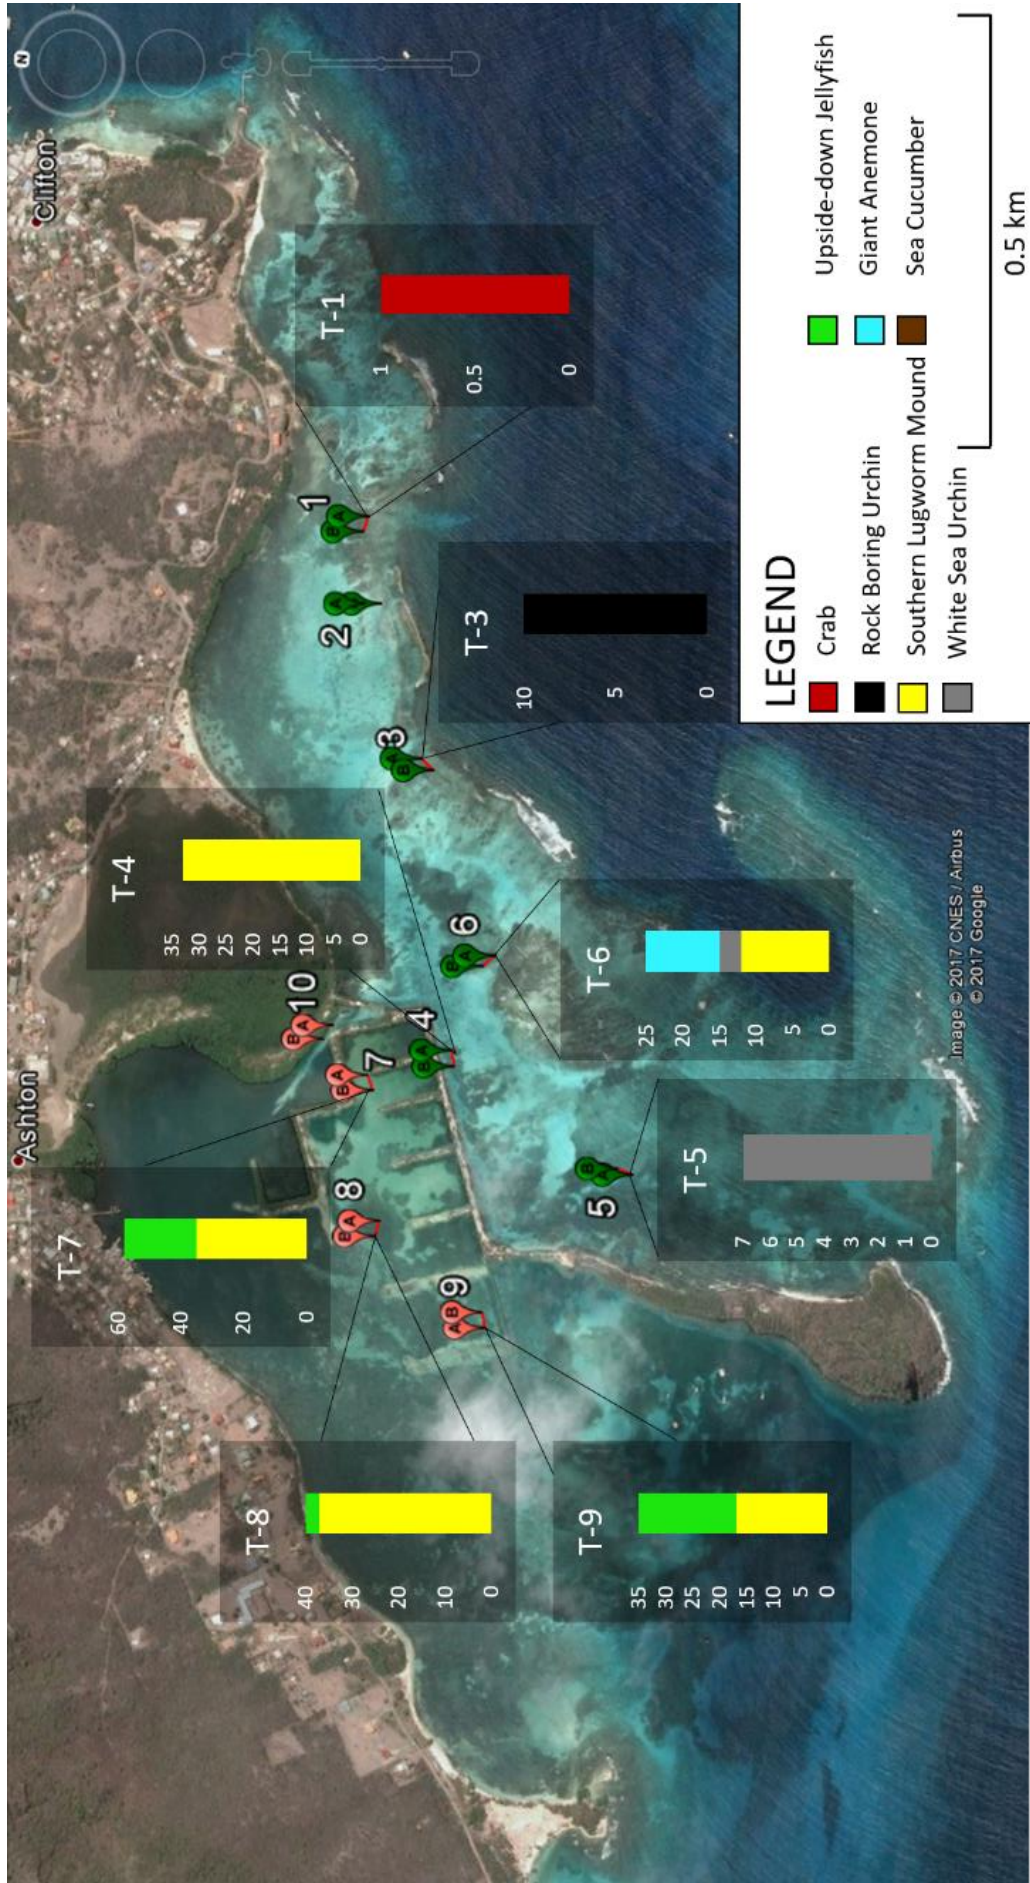 N
Clifton
Ashton
T-1
1
0.5
0
T-3
10
5
0
T-4
35
30
25
20
15
10
5
0
T-6
25
20
15
10
5
0
T-5
7
6
5
4
3
2
1
0
T-7
60
40
20
0
T-8
40
30
20
10
0
T-9
35
30
25
20
15
10
5
0
1
B A
2
A
3
B
4
B A
5
A B
6
B A
7
B A
8
B A
9
A B
10
B A
LEGEND
Crab
Upside-down Jellyfish
Rock Boring Urchin
Giant Anemone
Southern Lugworm Mound
Sea Cucumber
White Sea Urchin
0.5 km
Image © 2017 CNES / Airbus
© 2017 Google